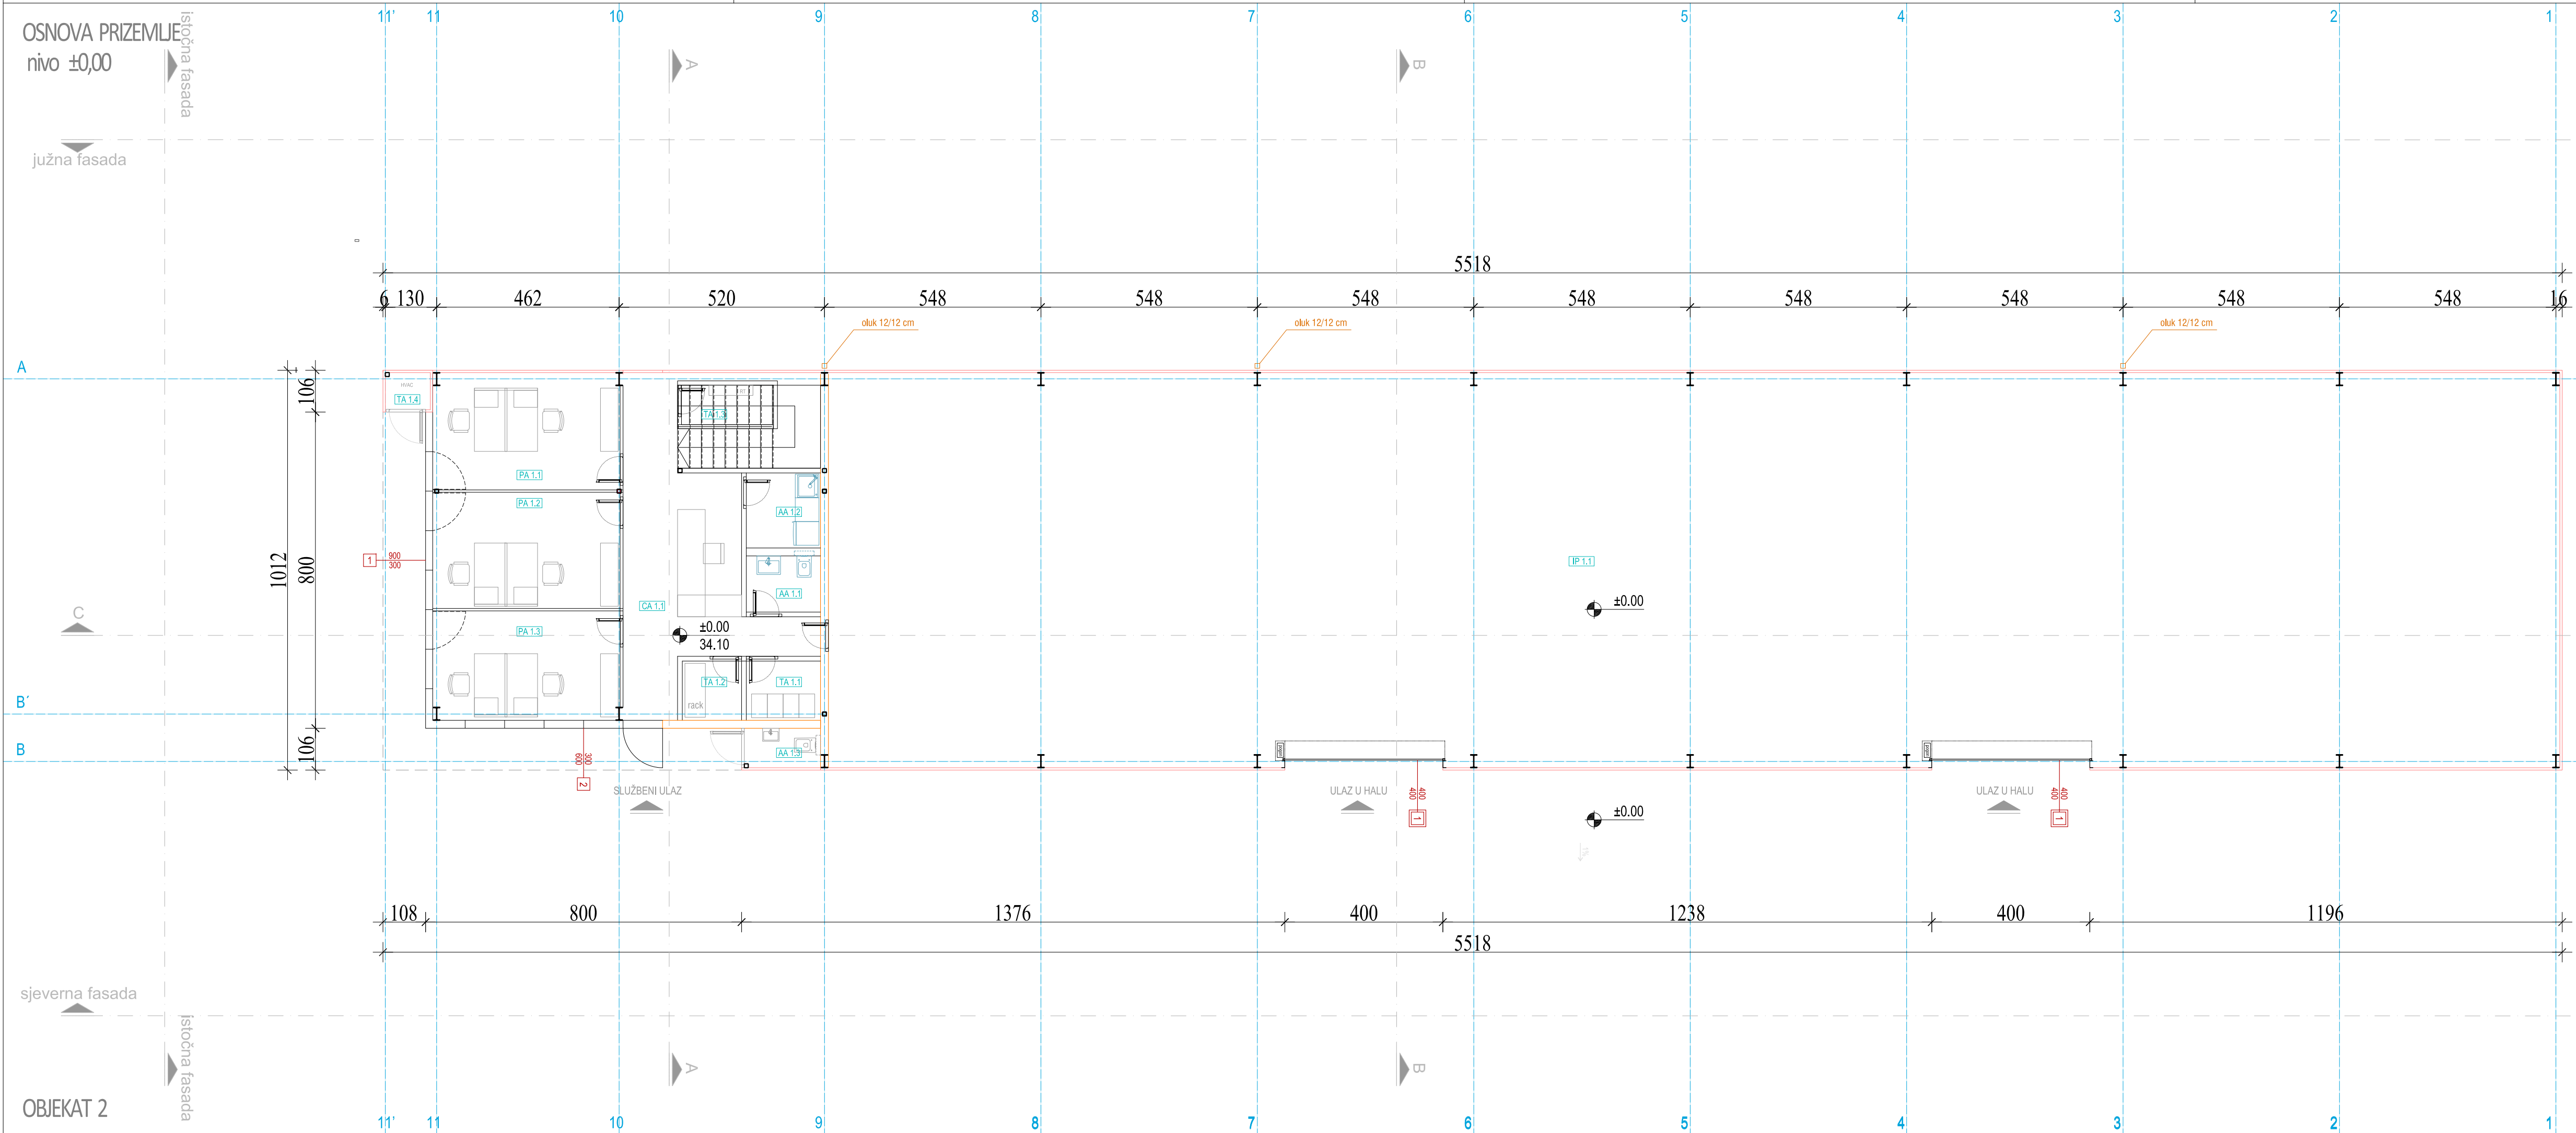 OSNOVA PRIZEMLJE
nivo ±0,00
istočna fasada
južna fasada
11' 11 10 9 8 7 6 5 4 3 2 1
A
B
5518
6 130 462 520 548 548 548 548 548 548 548 548 16
oluk 12/12 cm
oluk 12/12 cm
oluk 12/12 cm
A
106
HVAC
TA 1.4
TA 1.3
PA 1.1
PA 1.2
AA 1.2
1012
800
1
900
300
IP 1.1
AA 1.1
CA 1.1
±0.00
C
PA 1.3
±0.00
34.10
TA 1.2
TA 1.1
rack
B'
B
106
AA 1.3
300
600
2
SLUŽBENI ULAZ
ULAZ U HALU
400
400
1
±0.00
ULAZ U HALU
400
400
1
108 800 1376 400 1238 400 1196
5518
sjeverna fasada
istočna fasada
A
B
OBJEKAT 2
11' 11 10 9 8 7 6 5 4 3 2 1